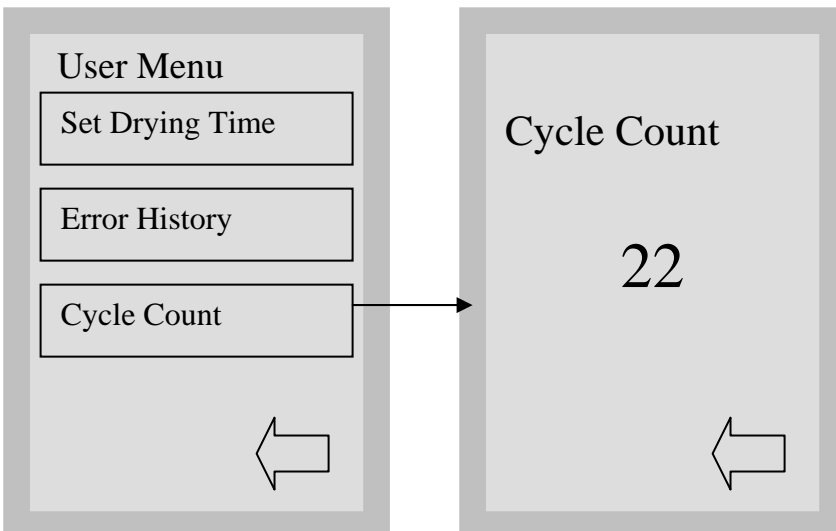 User Menu
Set Drying Time
Error History
Cycle Count
Cycle Count
22